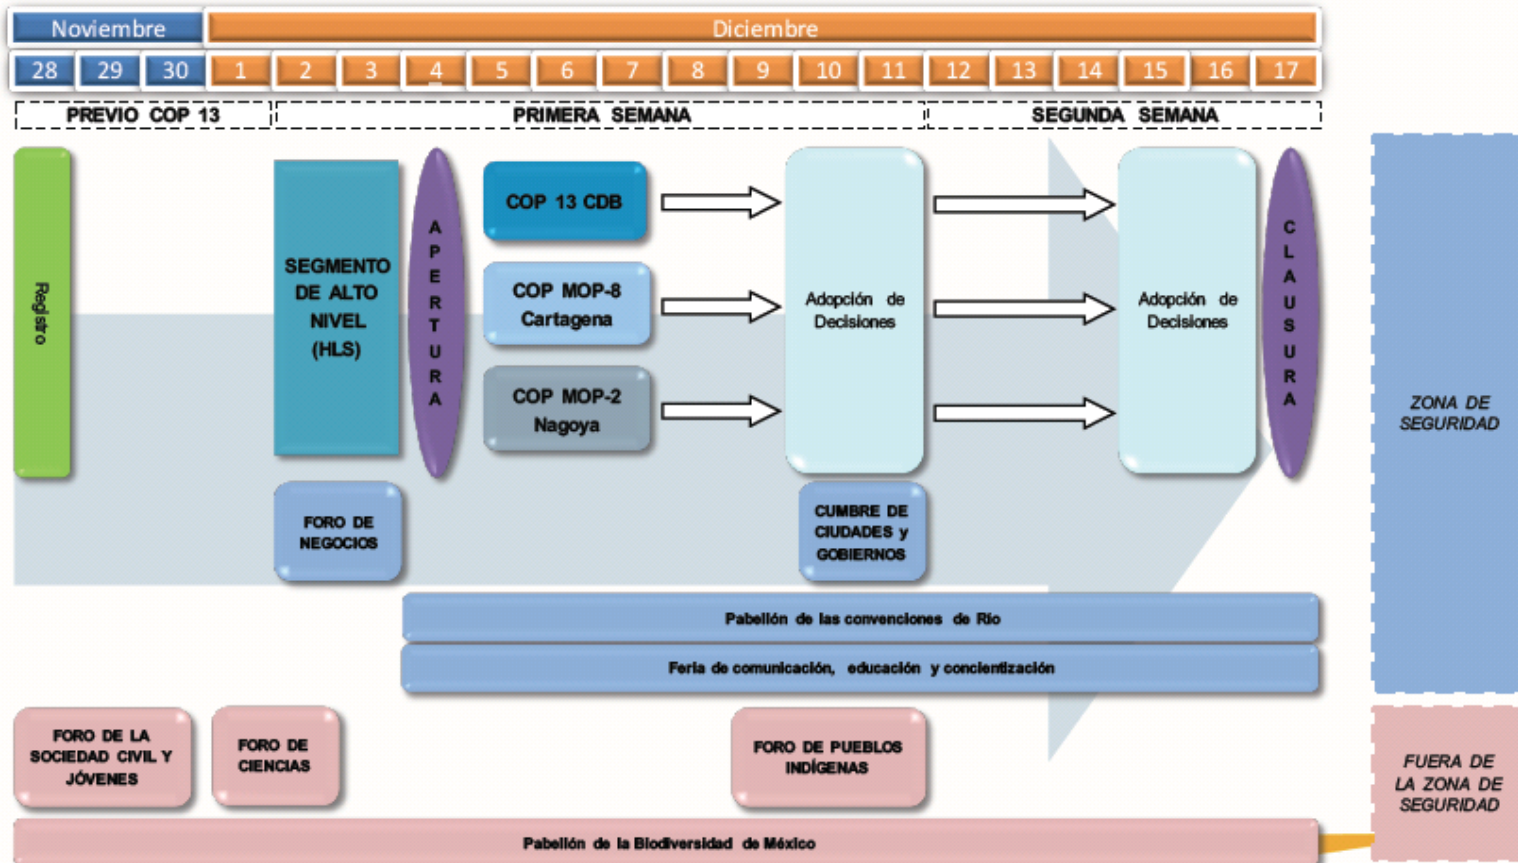 Noviembre Diciembre
28 29 30 1 2 3 4 5 6 7 8 9 10 11 12 13 14 15 16 17
PREVIO COP 13 PRIMERA SEMANA SEGUNDA SEMANA
Registro
SEGMENTO
DE ALTO
NIVEL
(HLS)
APERTURA
COP 13 CDB
COP MOP-8
Cartagena
COP MOP-2
Nagoya
Adopción de
Decisiones
Adopción de
Decisiones
CLAUSURA
ZONA DE
SEGURIDAD
FORO DE
NEGOCIOS
CUMBRE DE
CIUDADES y
GOBIERNOS
Pabellón de las convenciones de Río
Feria de comunicación, educación y concientización
FORO DE LA
SOCIEDAD CIVIL Y
JÓVENES
FORO DE
CIENCIAS
FORO DE PUEBLOS
INDÍGENAS
FUERA DE
LA ZONA DE
SEGURIDAD
Pabellón de la Biodiversidad de México